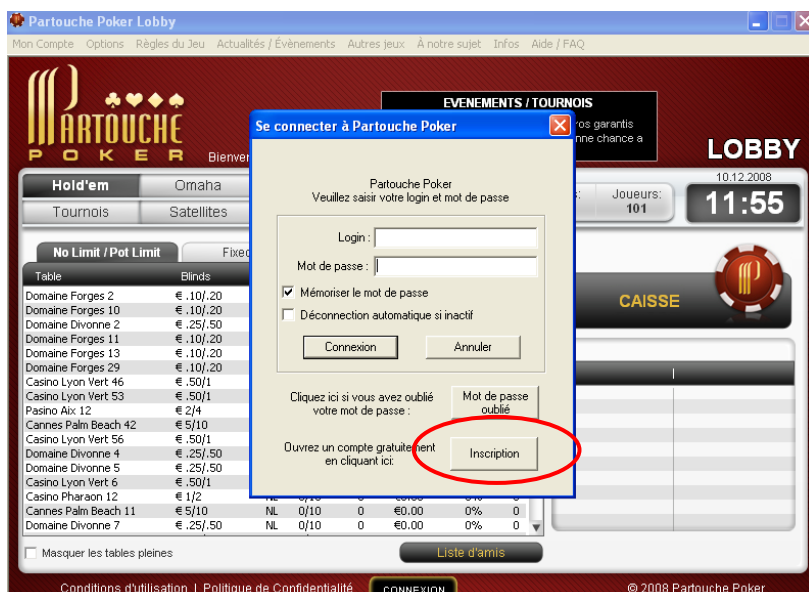 Partouche Poker Lobby
Mon Compte Options Règles du Jeu Actualités / Évènements Autres jeux À notre sujet Infos Aide / FAQ
PARTOUCHE
POKER
EVENEMENTS / TOURNOIS
garantis
chance a
LOBBY
Se connecter à Partouche Poker
Hold'em
Omaha
Tournois
Satellites
Joueurs:
101
10.12.2008
11:55
Partouche Poker
Veuillez saisir votre login et mot de passe
Login :
Mot de passe :
Mémoriser le mot de passe
Déconnection automatique si inactif
Connexion
Annuler
Cliquez ici si vous avez oublié
votre mot de passe :
Mot de passe
oublié
Ouvrez un compte gratuitement
en cliquant ici:
Inscription
No Limit / Pot Limit
CAISSE
Table Blinds
Domaine Forges 2 € .10/.20
Domaine Forges 10 € .10/.20
Domaine Divonne 2 € .25/.50
Domaine Forges 11 € .10/.20
Domaine Forges 13 € .10/.20
Domaine Forges 29 € .10/.20
Casino Lyon Vert 46 € .50/1
Casino Lyon Vert 53 € .50/1
Pasino Aix 12 € 2/4
Cannes Palm Beach 42 € 5/10
Casino Lyon Vert 56 € .50/1
Domaine Divonne 4 € .25/.50
Domaine Divonne 5 € .25/.50
Casino Lyon Vert 6 € .50/1
Casino Pharaon 12 € 1/2
Cannes Palm Beach 11 € 5/10 NL 0/10 0 €0.00 0% 0
Domaine Divonne 7 € .25/.50 NL 0/10 0 €0.00 0% 0
Masquer les tables pleines
Liste d'amis
Conditions d'utilisation | Politique de Confidentialité
CONNEXION
© 2008 Partouche Poker